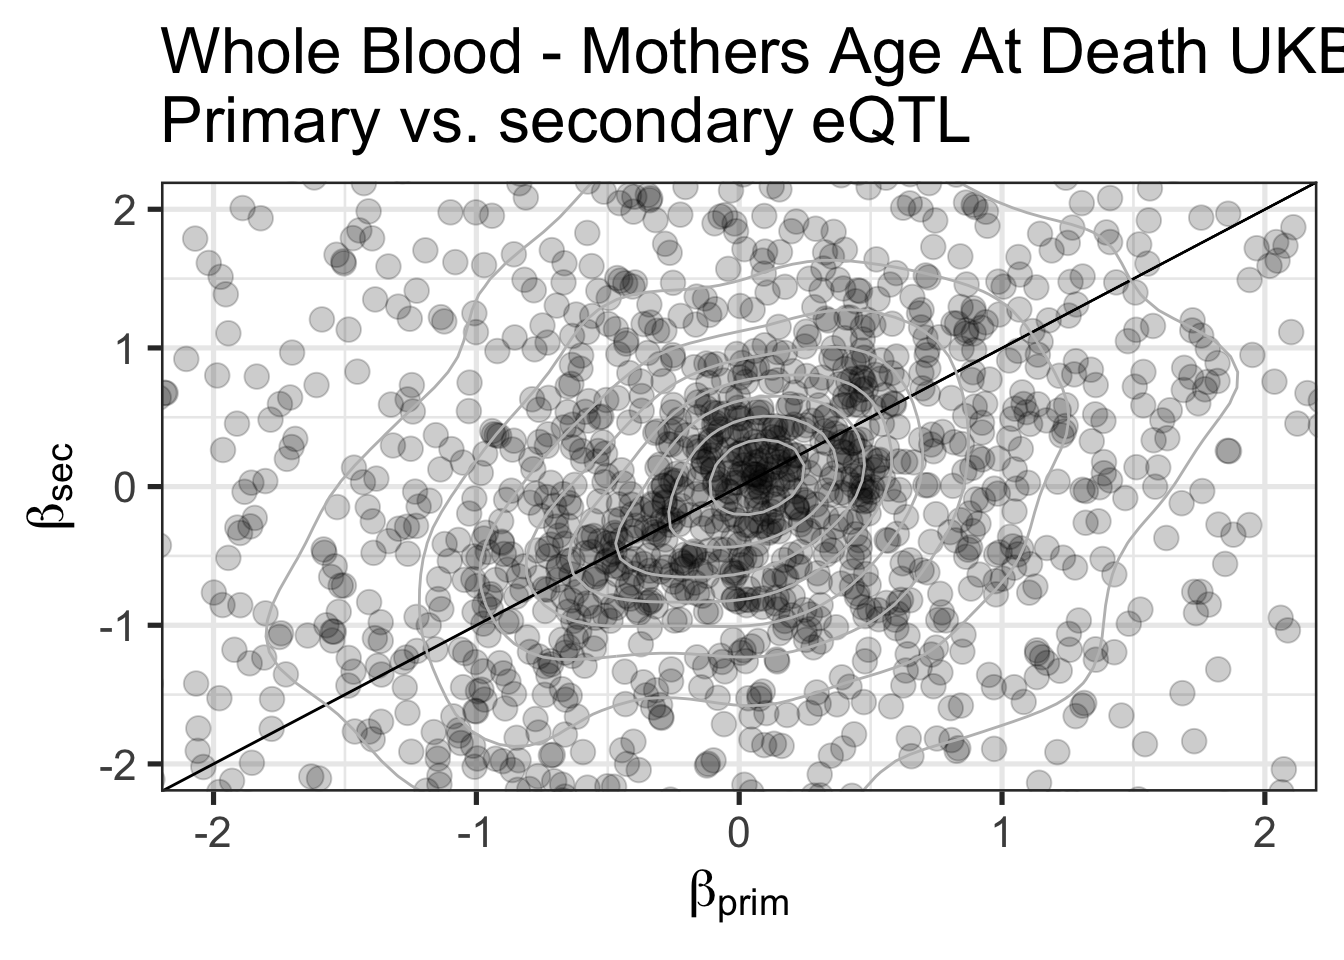 Whole Blood - Mothers Age At Death UKB
Primary vs. secondary eQTL
2
1
0
-1
-2
βsec
-2 -1 0 1 2
βprim